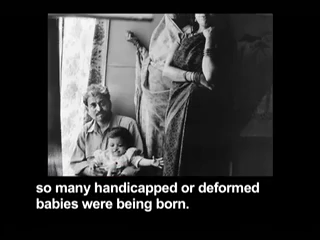 so many handicapped or deformed
babies were being born.